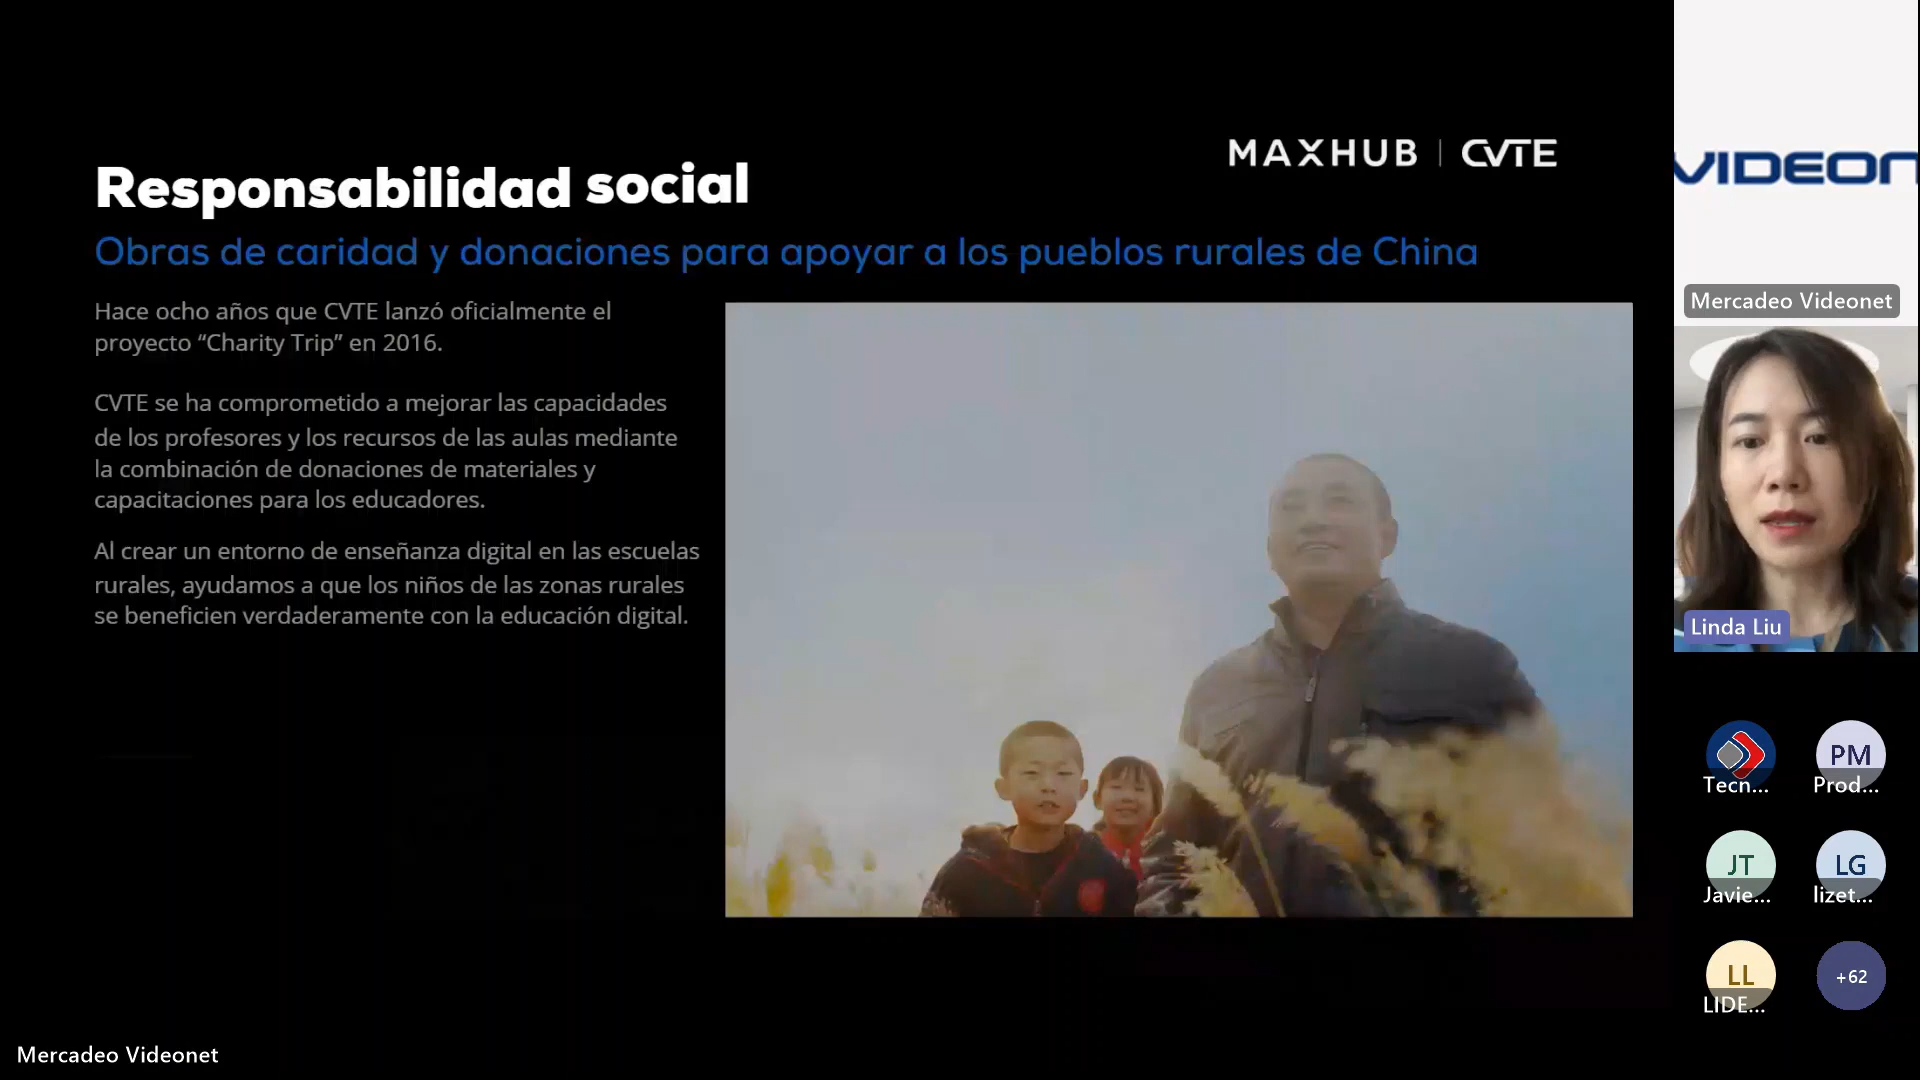 MAXHUB | CVTE
Responsabilidad social
Obras de caridad y donaciones para apoyar a los pueblos rurales de China
Hace ocho años que CVTE lanzó oficialmente el
proyecto “Charity Trip” en 2016.
CVTE se ha comprometido a mejorar las capacidades
de los profesores y los recursos de las aulas mediante
la combinación de donaciones de materiales y
capacitaciones para los educadores.
Al crear un entorno de enseñanza digital en las escuelas
rurales, ayudamos a que los niños de las zonas rurales
se beneficien verdaderamente con la educación digital.
VIDEON
Mercadeo Videonet
Linda Liu
Tecn...
PM
Prod...
JT
Javie...
LG
lizet...
LL
LIDE...
+62
Mercadeo Videonet